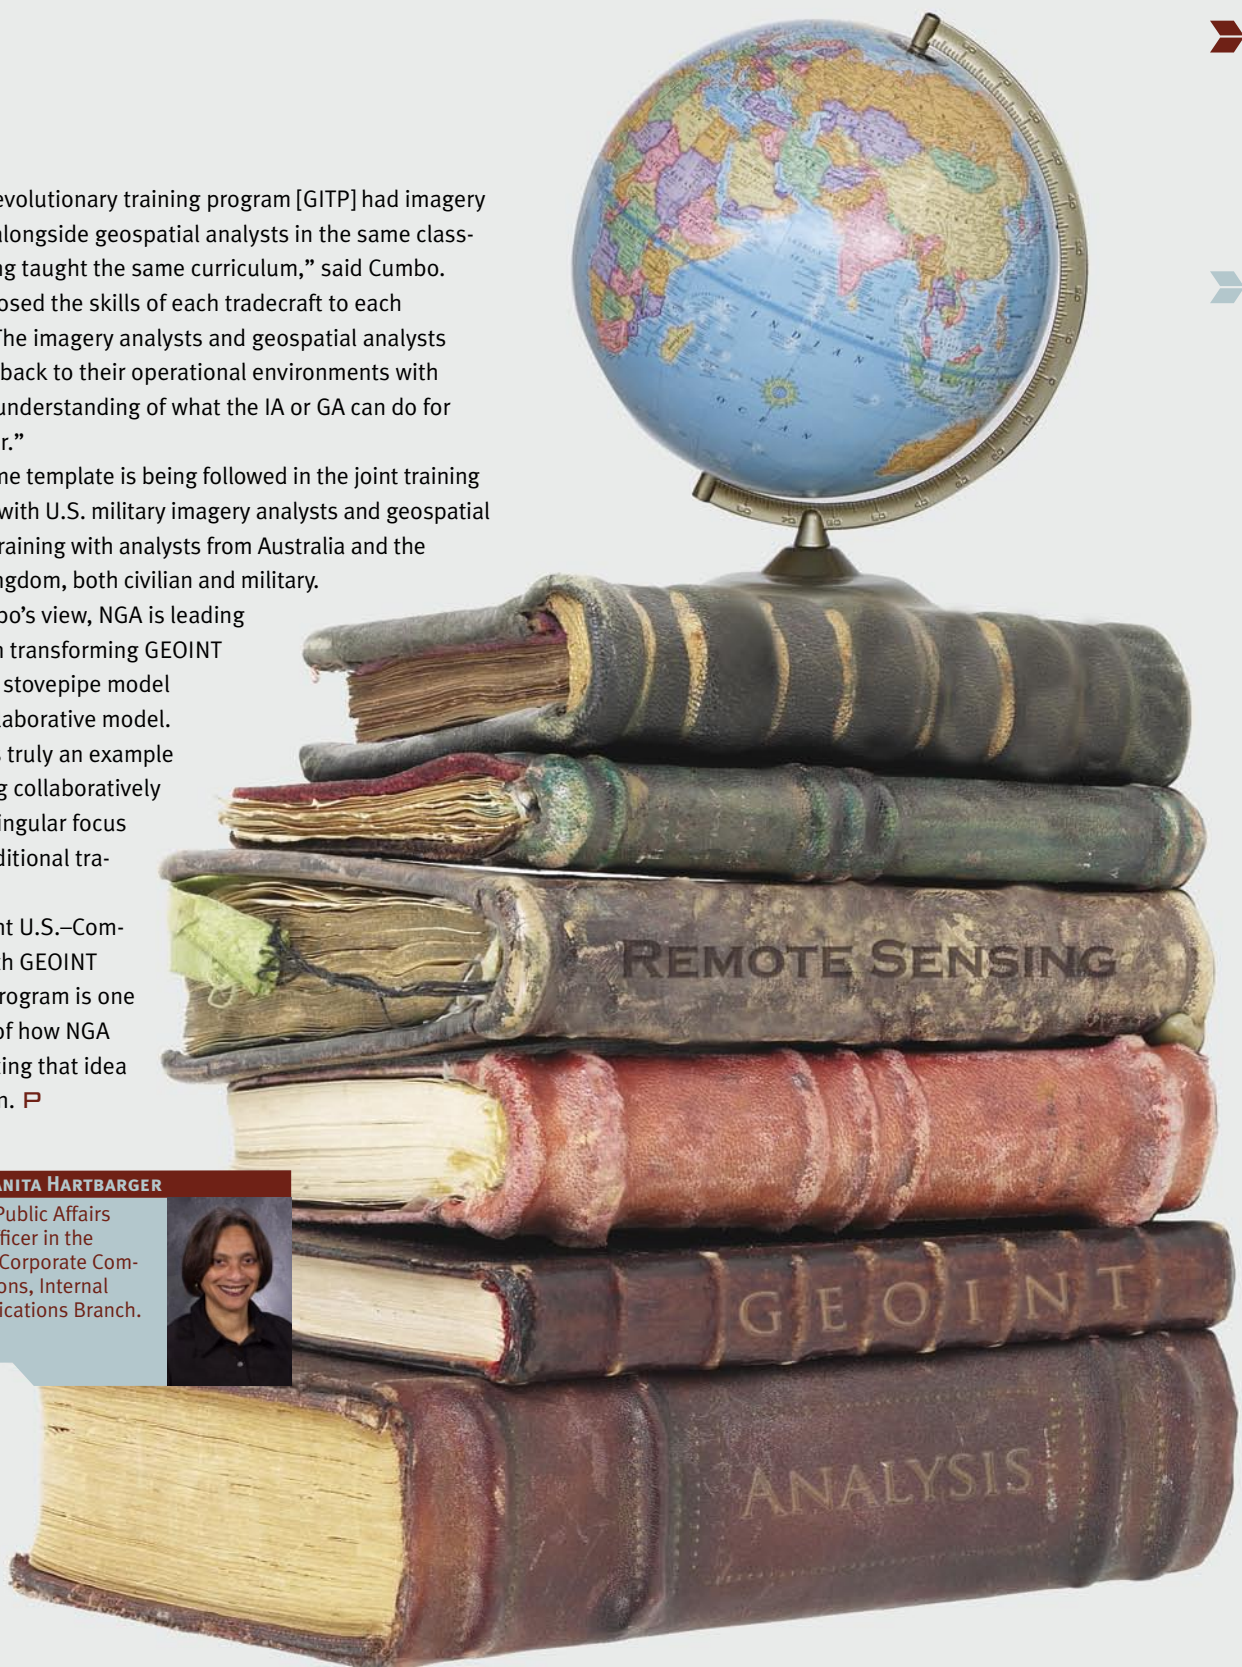 evolutionary training program [GITP] had imagery
alongside geospatial analysts in the same class-
ng taught the same curriculum,” said Cumbo.
osed the skills of each tradecraft to each
The imagery analysts and geospatial analysts
back to their operational environments with
understanding of what the IA or GA can do for
r.”
me template is being followed in the joint training
with U.S. military imagery analysts and geospatial
raining with analysts from Australia and the
ngdom, both civilian and military.
bo’s view, NGA is leading
n transforming GEOINT
stovepipe model
laborative model.
s truly an example
g collaboratively
ingular focus
ditional tra-
nt U.S.–Com-
th GEOINT
rogram is one
of how NGA
ting that idea
n. P
INDIAN
OCEAN
REMOTE SENSING
ANITA HARTBARGER
Public Affairs
ficer in the
Corporate Com-
ons, Internal
ications Branch.
GEOINT
ANALYSIS